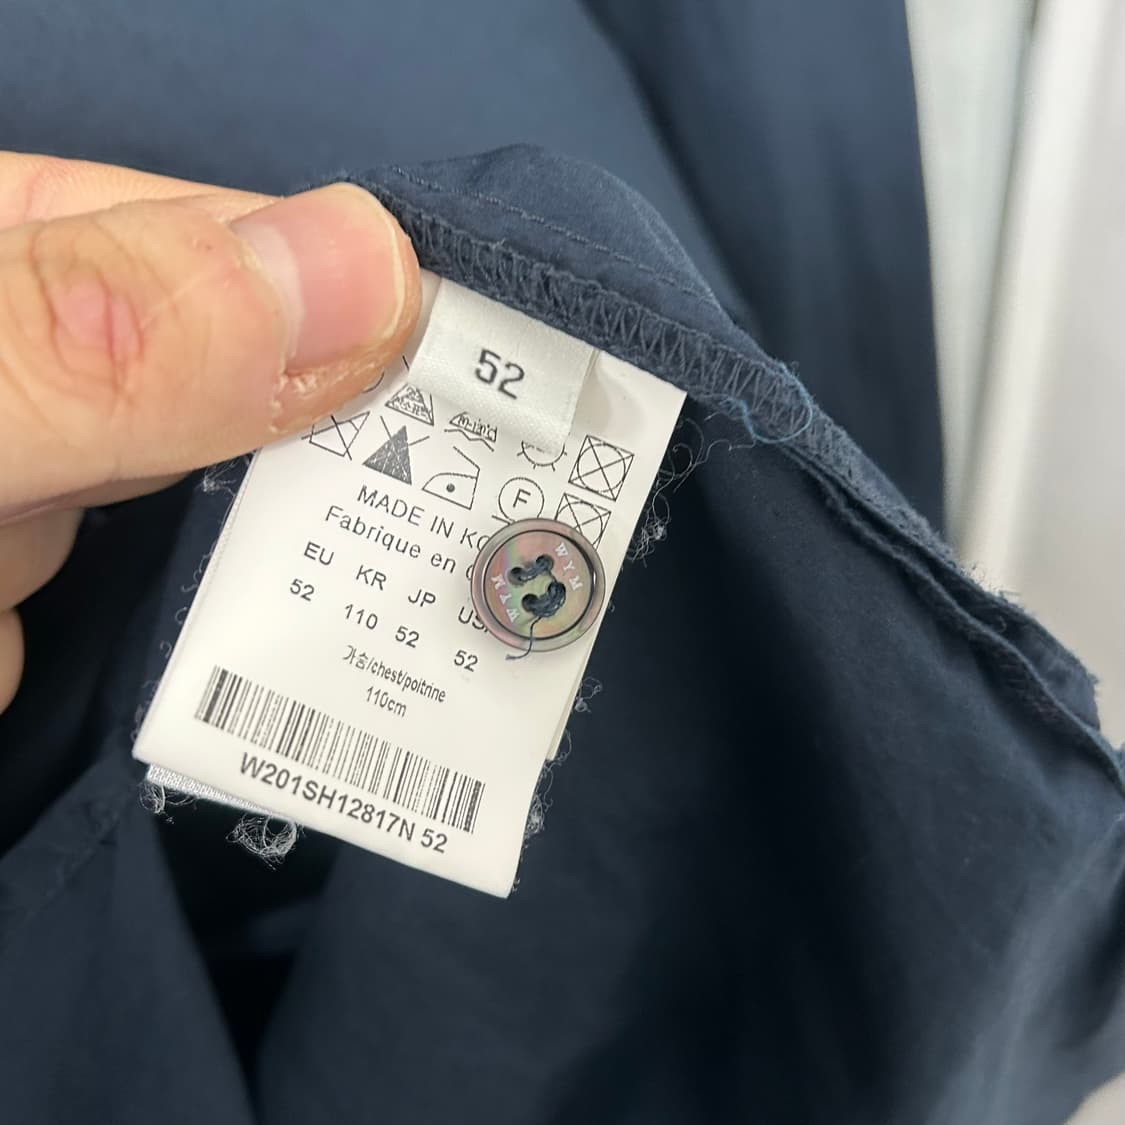 52
F
MADE IN
Fabrique en
EU KR JP US
52 110 52 52
가슴/chest/poitrine
110cm
W201SH12817N 52
WYM
WYM